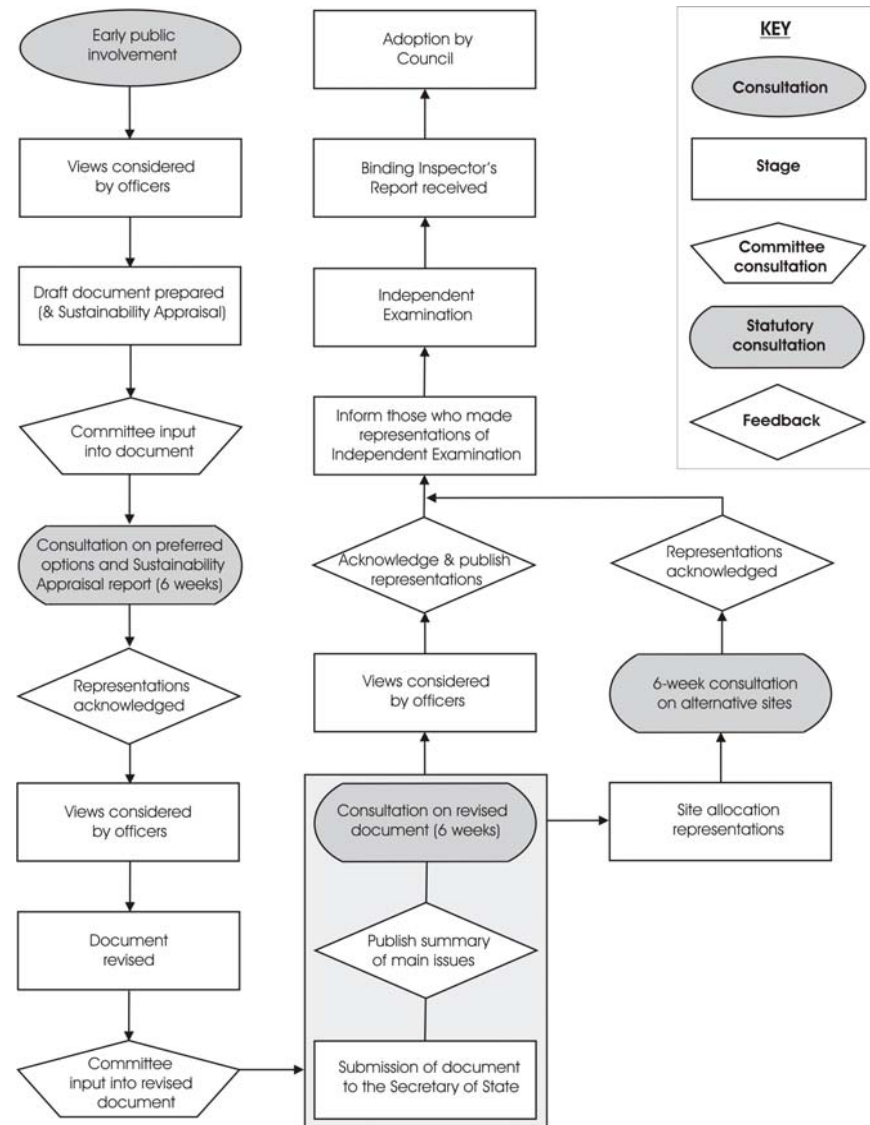 Early public
involvement
Views considered
by officers
Draft document prepared
(& Sustainability Appraisal)
Committee input
into document
Consultation on preferred
options and Sustainability
Appraisal report (6 weeks)
Representations
acknowledged
Views considered
by officers
Document
revised
Committee
input into revised
document
Adoption by
Council
Binding Inspector's
Report received
Independent
Examination
Inform those who made
representations of
Independent Examination
Acknowledge & publish
representations
Views considered
by officers
Consultation on revised
document (6 weeks)
Publish summary
of main issues
Submission of document
to the Secretary of State
Representations
acknowledged
6-week consultation
on alternative sites
Site allocation
representations
KEY
Consultation
Stage
Committee
consultation
Statutory
consultation
Feedback